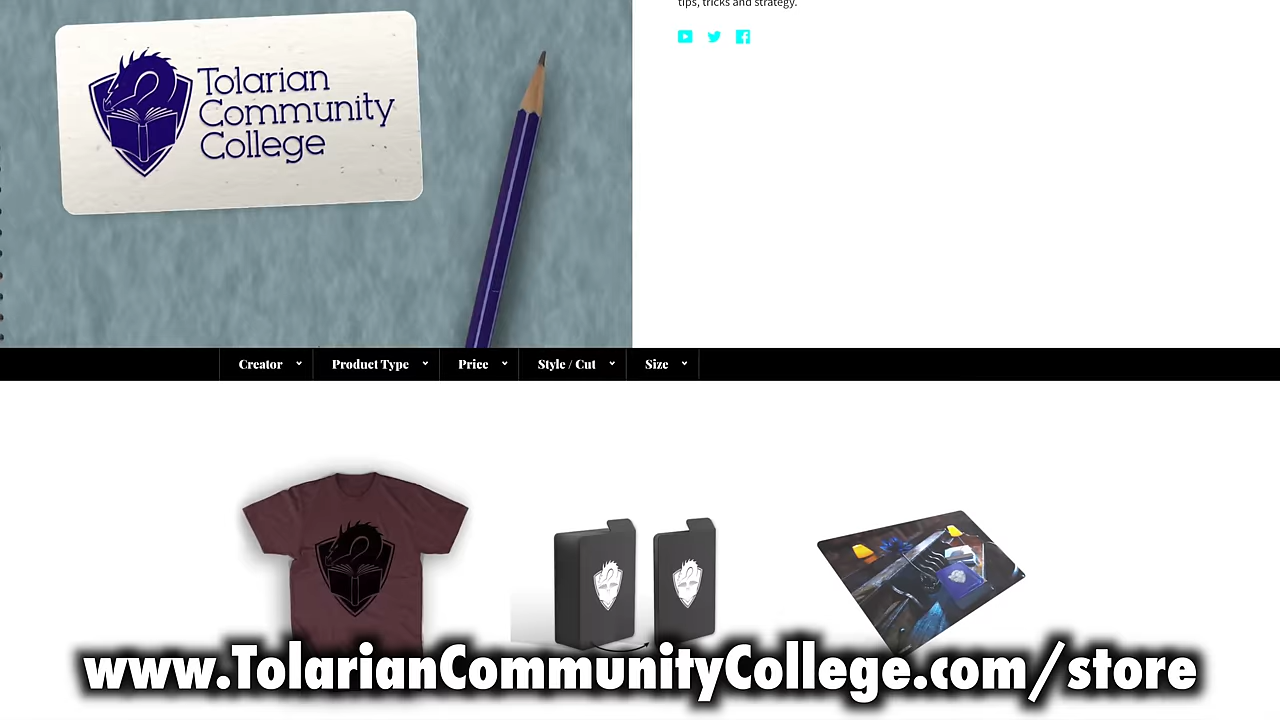 tips, tricks and strategy.
Tolarian
Community
College
Creator
Product Type
Price
Style / Cut
Size
www.TolarianCommunityCollege.com/store